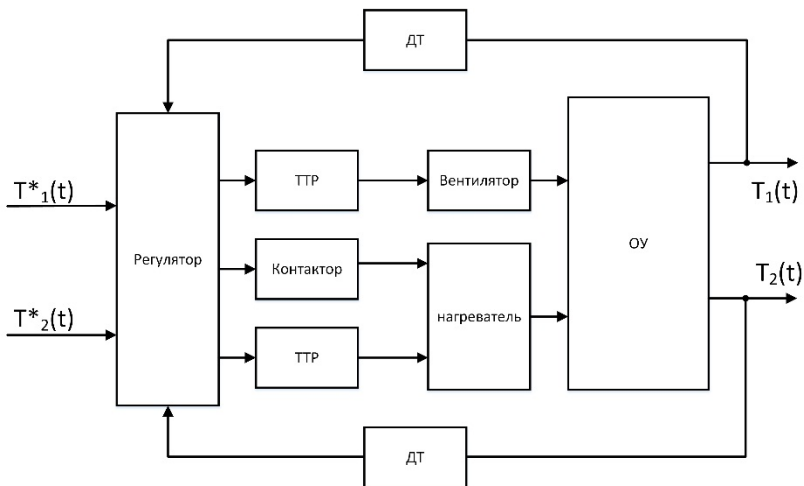 ДТ
ТТР
Вентилятор
T*₁(t)
T₁(t)
Регулятор
Контактор
ОУ
T₂(t)
T*₂(t)
нагреватель
ТТР
ДТ